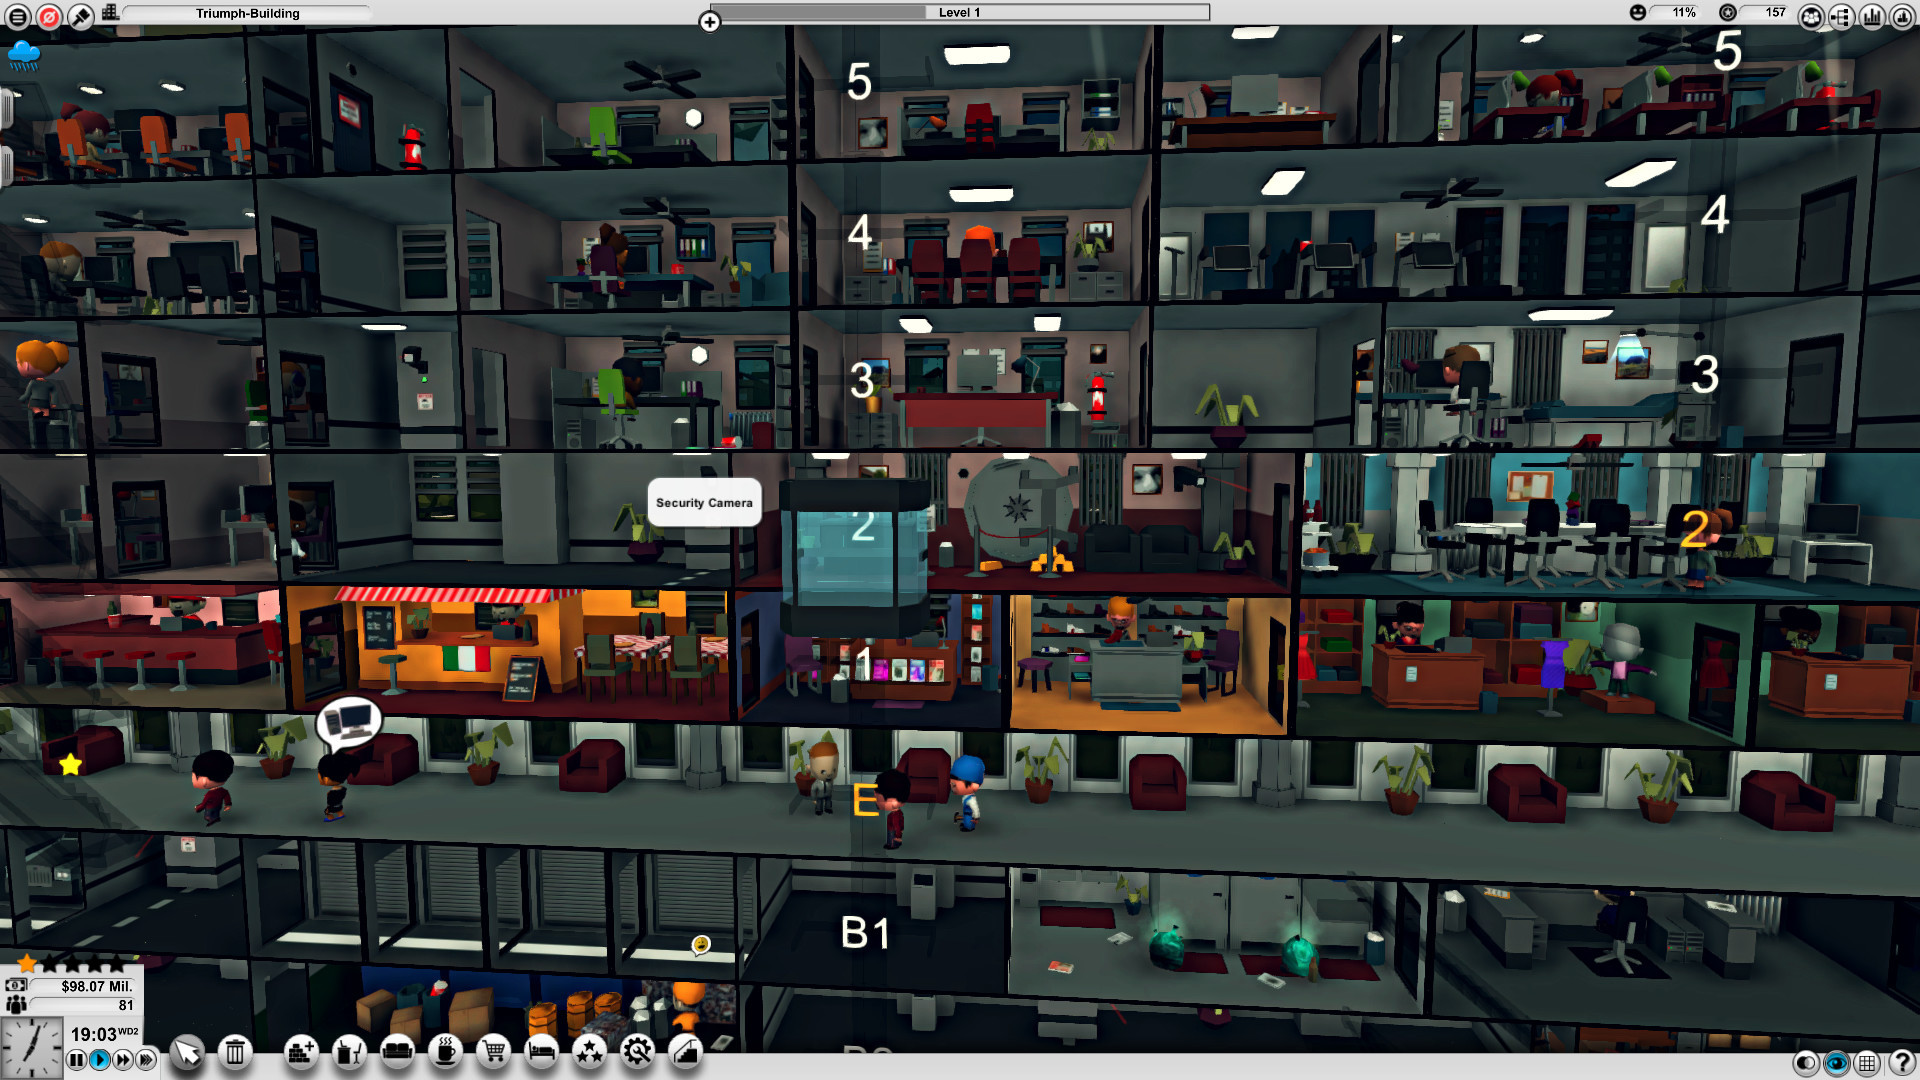 Triumph-Building
Level 1
11%
157
5
5
4
4
3
3
Security Camera
2
2
1
E
B1
$98.07 Mil.
81
19:03 WD2
?